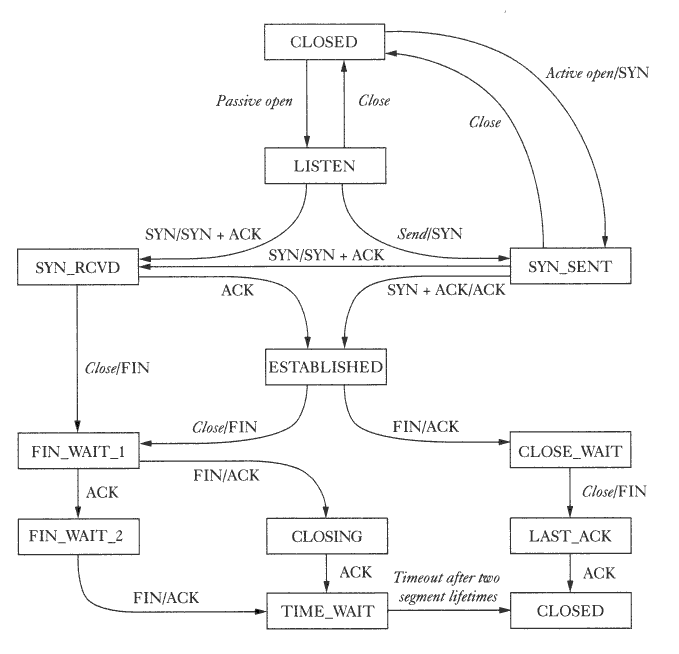 CLOSED
Active open/SYN
Passive open
Close
Close
LISTEN
SYN/SYN + ACK
Send/SYN
SYN/SYN + ACK
SYN_RCVD
SYN_SENT
ACK
SYN + ACK/ACK
ESTABLISHED
Close/FIN
Close/FIN
FIN/ACK
FIN_WAIT_1
CLOSE_WAIT
FIN/ACK
ACK
Close/FIN
FIN_WAIT_2
CLOSING
LAST_ACK
ACK
Timeout after two
segment lifetimes
ACK
FIN/ACK
TIME_WAIT
CLOSED